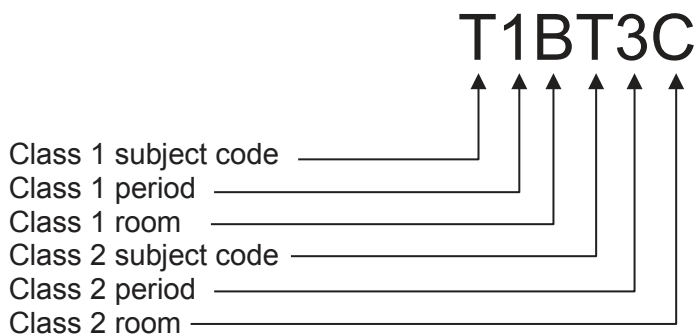 T1BT3C
Class 1 subject code
Class 1 period
Class 1 room
Class 2 subject code
Class 2 period
Class 2 room